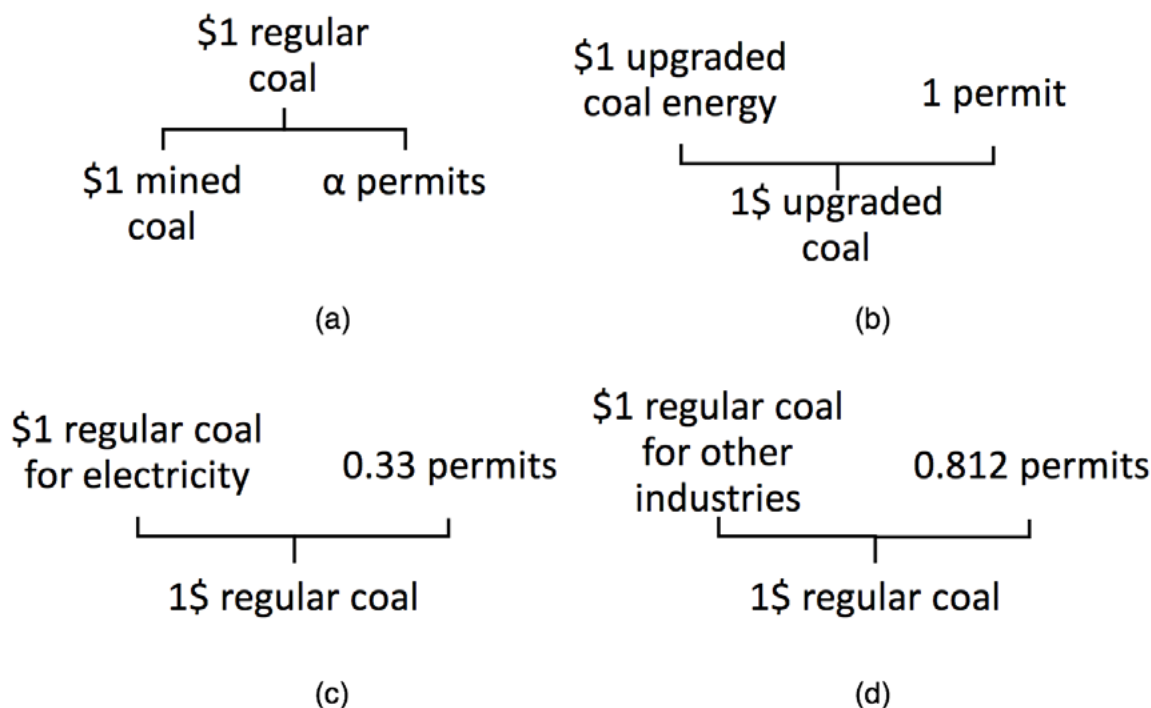 $1 regular
coal
$1 mined
coal
α permits
(a)
$1 upgraded
coal energy
1 permit
1$ upgraded
coal
(b)
$1 regular coal
for electricity
0.33 permits
1$ regular coal
(c)
$1 regular coal
for other
industries
0.812 permits
1$ regular coal
(d)